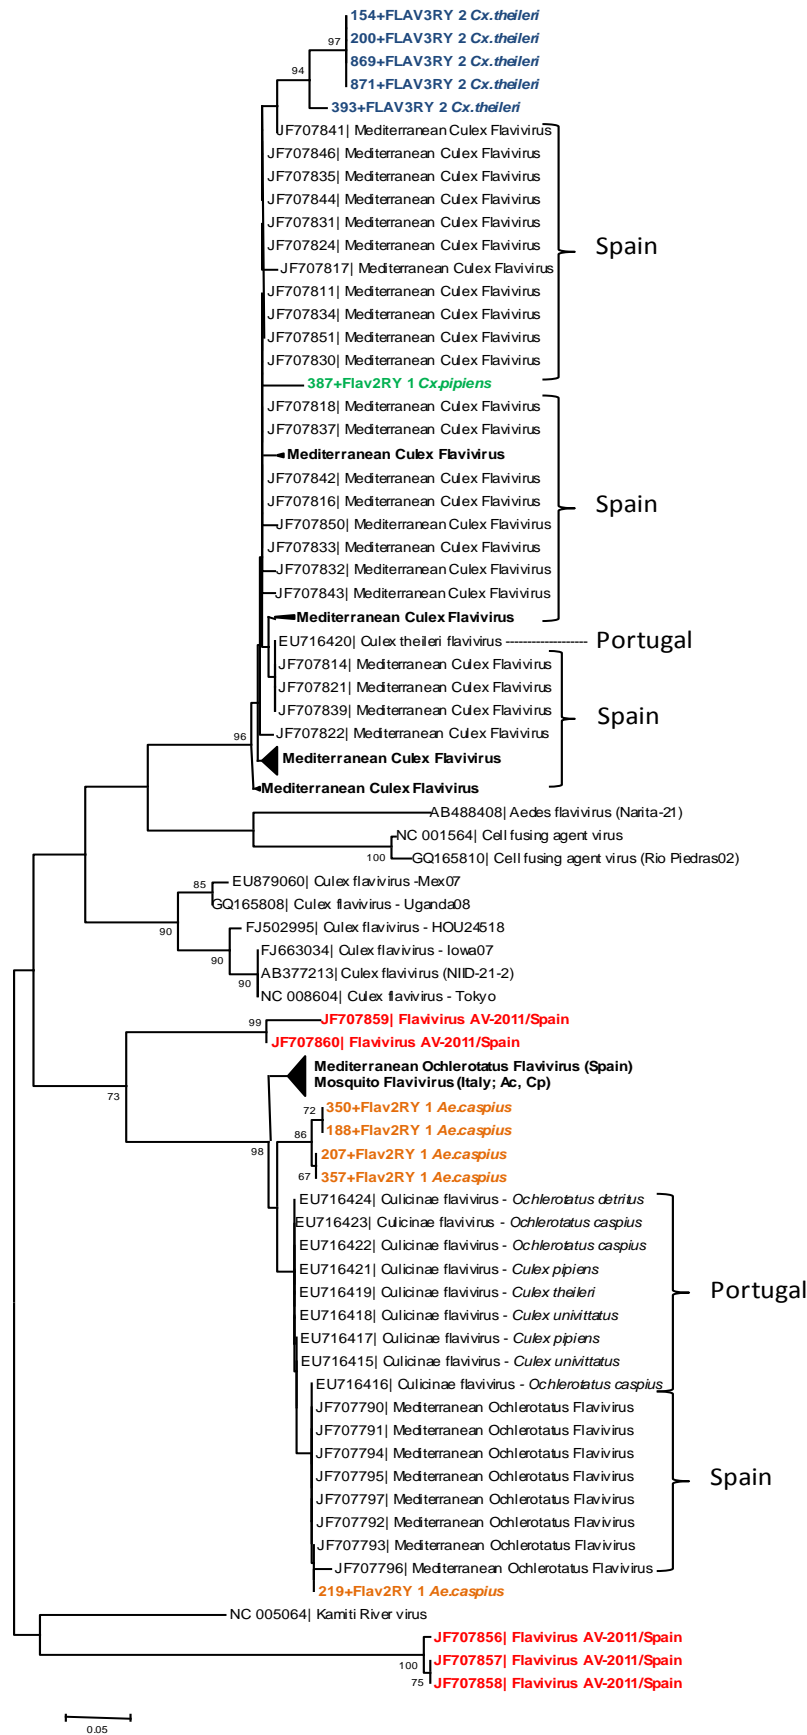 154+FLAV3RY 2 Cx.theileri
200+FLAV3RY 2 Cx.theileri
97
869+FLAV3RY 2 Cx.theileri
94
871+FLAV3RY 2 Cx.theileri
393+FLAV3RY 2 Cx.theileri
JF707841| Mediterranean Culex Flavivirus
JF707846| Mediterranean Culex Flavivirus
JF707835| Mediterranean Culex Flavivirus
JF707844| Mediterranean Culex Flavivirus
JF707831| Mediterranean Culex Flavivirus
JF707824| Mediterranean Culex Flavivirus
Spain
JF707817| Mediterranean Culex Flavivirus
JF707811| Mediterranean Culex Flavivirus
JF707834| Mediterranean Culex Flavivirus
JF707851| Mediterranean Culex Flavivirus
JF707830| Mediterranean Culex Flavivirus
387+Flav2RY 1 Cx.pipiens
JF707818| Mediterranean Culex Flavivirus
JF707837| Mediterranean Culex Flavivirus
Mediterranean Culex Flavivirus
JF707842| Mediterranean Culex Flavivirus
JF707816| Mediterranean Culex Flavivirus
Spain
JF707850| Mediterranean Culex Flavivirus
JF707833| Mediterranean Culex Flavivirus
JF707832| Mediterranean Culex Flavivirus
JF707843| Mediterranean Culex Flavivirus
Mediterranean Culex Flavivirus
EU716420| Culex theileri flavivirus -------------------- Portugal
JF707814| Mediterranean Culex Flavivirus
JF707821| Mediterranean Culex Flavivirus
JF707839| Mediterranean Culex Flavivirus
Spain
JF707822| Mediterranean Culex Flavivirus
96
Mediterranean Culex Flavivirus
Mediterranean Culex Flavivirus
AB488408| Aedes flavivirus (Narita-21)
NC 001564| Cell fusing agent virus
100
GQ165810| Cell fusing agent virus (Rio Piedras02)
85
EU879060| Culex flavivirus -Mex07
GQ165808| Culex flavivirus - Uganda08
90
FJ502995| Culex flavivirus - HOU24518
90
FJ663034| Culex flavivirus - Iowa07
AB377213| Culex flavivirus (NIID-21-2)
90
NC 008604| Culex flavivirus - Tokyo
99
JF707859| Flavivirus AV-2011/Spain
JF707860| Flavivirus AV-2011/Spain
73
Mediterranean Ochlerotatus Flavivirus (Spain)
Mosquito Flavivirus (Italy; Ac, Cp)
72
350+Flav2RY 1 Ae.caspius
86
188+Flav2RY 1 Ae.caspius
98
207+Flav2RY 1 Ae.caspius
67
357+Flav2RY 1 Ae.caspius
EU716424| Culicinae flavivirus - Ochlerotatus detritus
EU716423| Culicinae flavivirus - Ochlerotatus caspius
EU716422| Culicinae flavivirus - Ochlerotatus caspius
EU716421| Culicinae flavivirus - Culex pipiens
EU716419| Culicinae flavivirus - Culex theileri
Portugal
EU716418| Culicinae flavivirus - Culex univittatus
EU716417| Culicinae flavivirus - Culex pipiens
EU716415| Culicinae flavivirus - Culex univittatus
EU716416| Culicinae flavivirus - Ochlerotatus caspius
JF707790| Mediterranean Ochlerotatus Flavivirus
JF707791| Mediterranean Ochlerotatus Flavivirus
JF707794| Mediterranean Ochlerotatus Flavivirus
JF707795| Mediterranean Ochlerotatus Flavivirus
Spain
JF707797| Mediterranean Ochlerotatus Flavivirus
JF707792| Mediterranean Ochlerotatus Flavivirus
JF707793| Mediterranean Ochlerotatus Flavivirus
JF707796| Mediterranean Ochlerotatus Flavivirus
219+Flav2RY 1 Ae.caspius
NC 005064| Kamiti River virus
JF707856| Flavivirus AV-2011/Spain
100
JF707857| Flavivirus AV-2011/Spain
75
JF707858| Flavivirus AV-2011/Spain
0.05